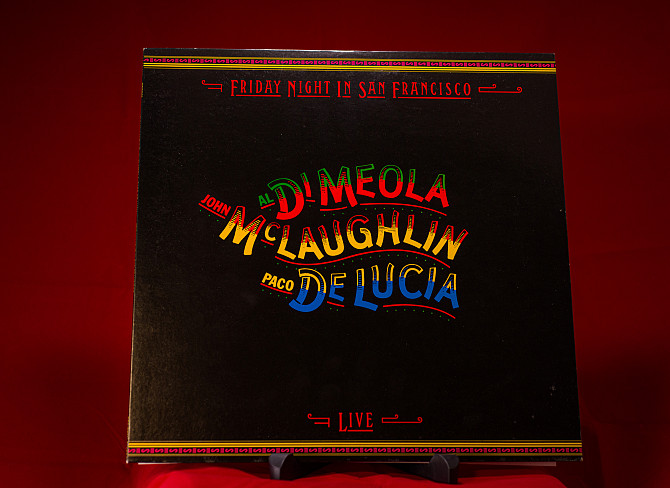 FRIDAY NIGHT IN SAN FRANCISCO
AL DI MEOLA
JOHN MCLAUGHLIN
PACO DE LUCIA
LIVE